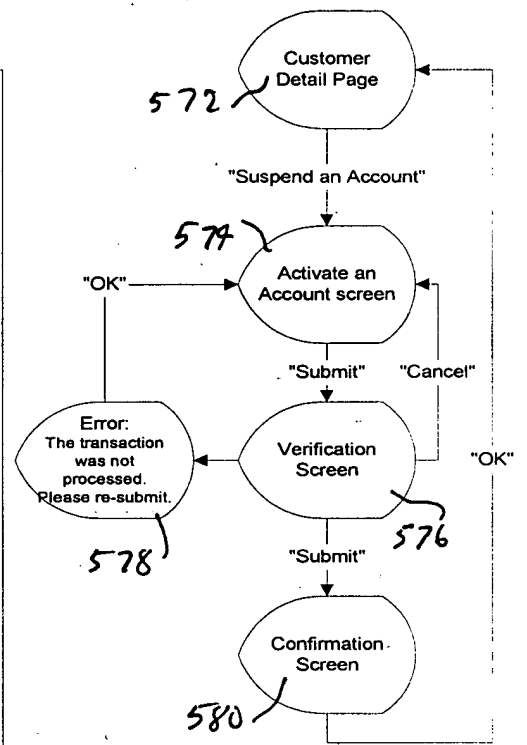 Customer
Detail Page
572
"Suspend an Account"
574
Activate an
Account screen
"OK"
"Submit"
"Cancel"
Error:
The transaction
was not
processed.
Please re-submit.
Verification
Screen
"OK"
578
576
"Submit"
Confirmation
Screen
580